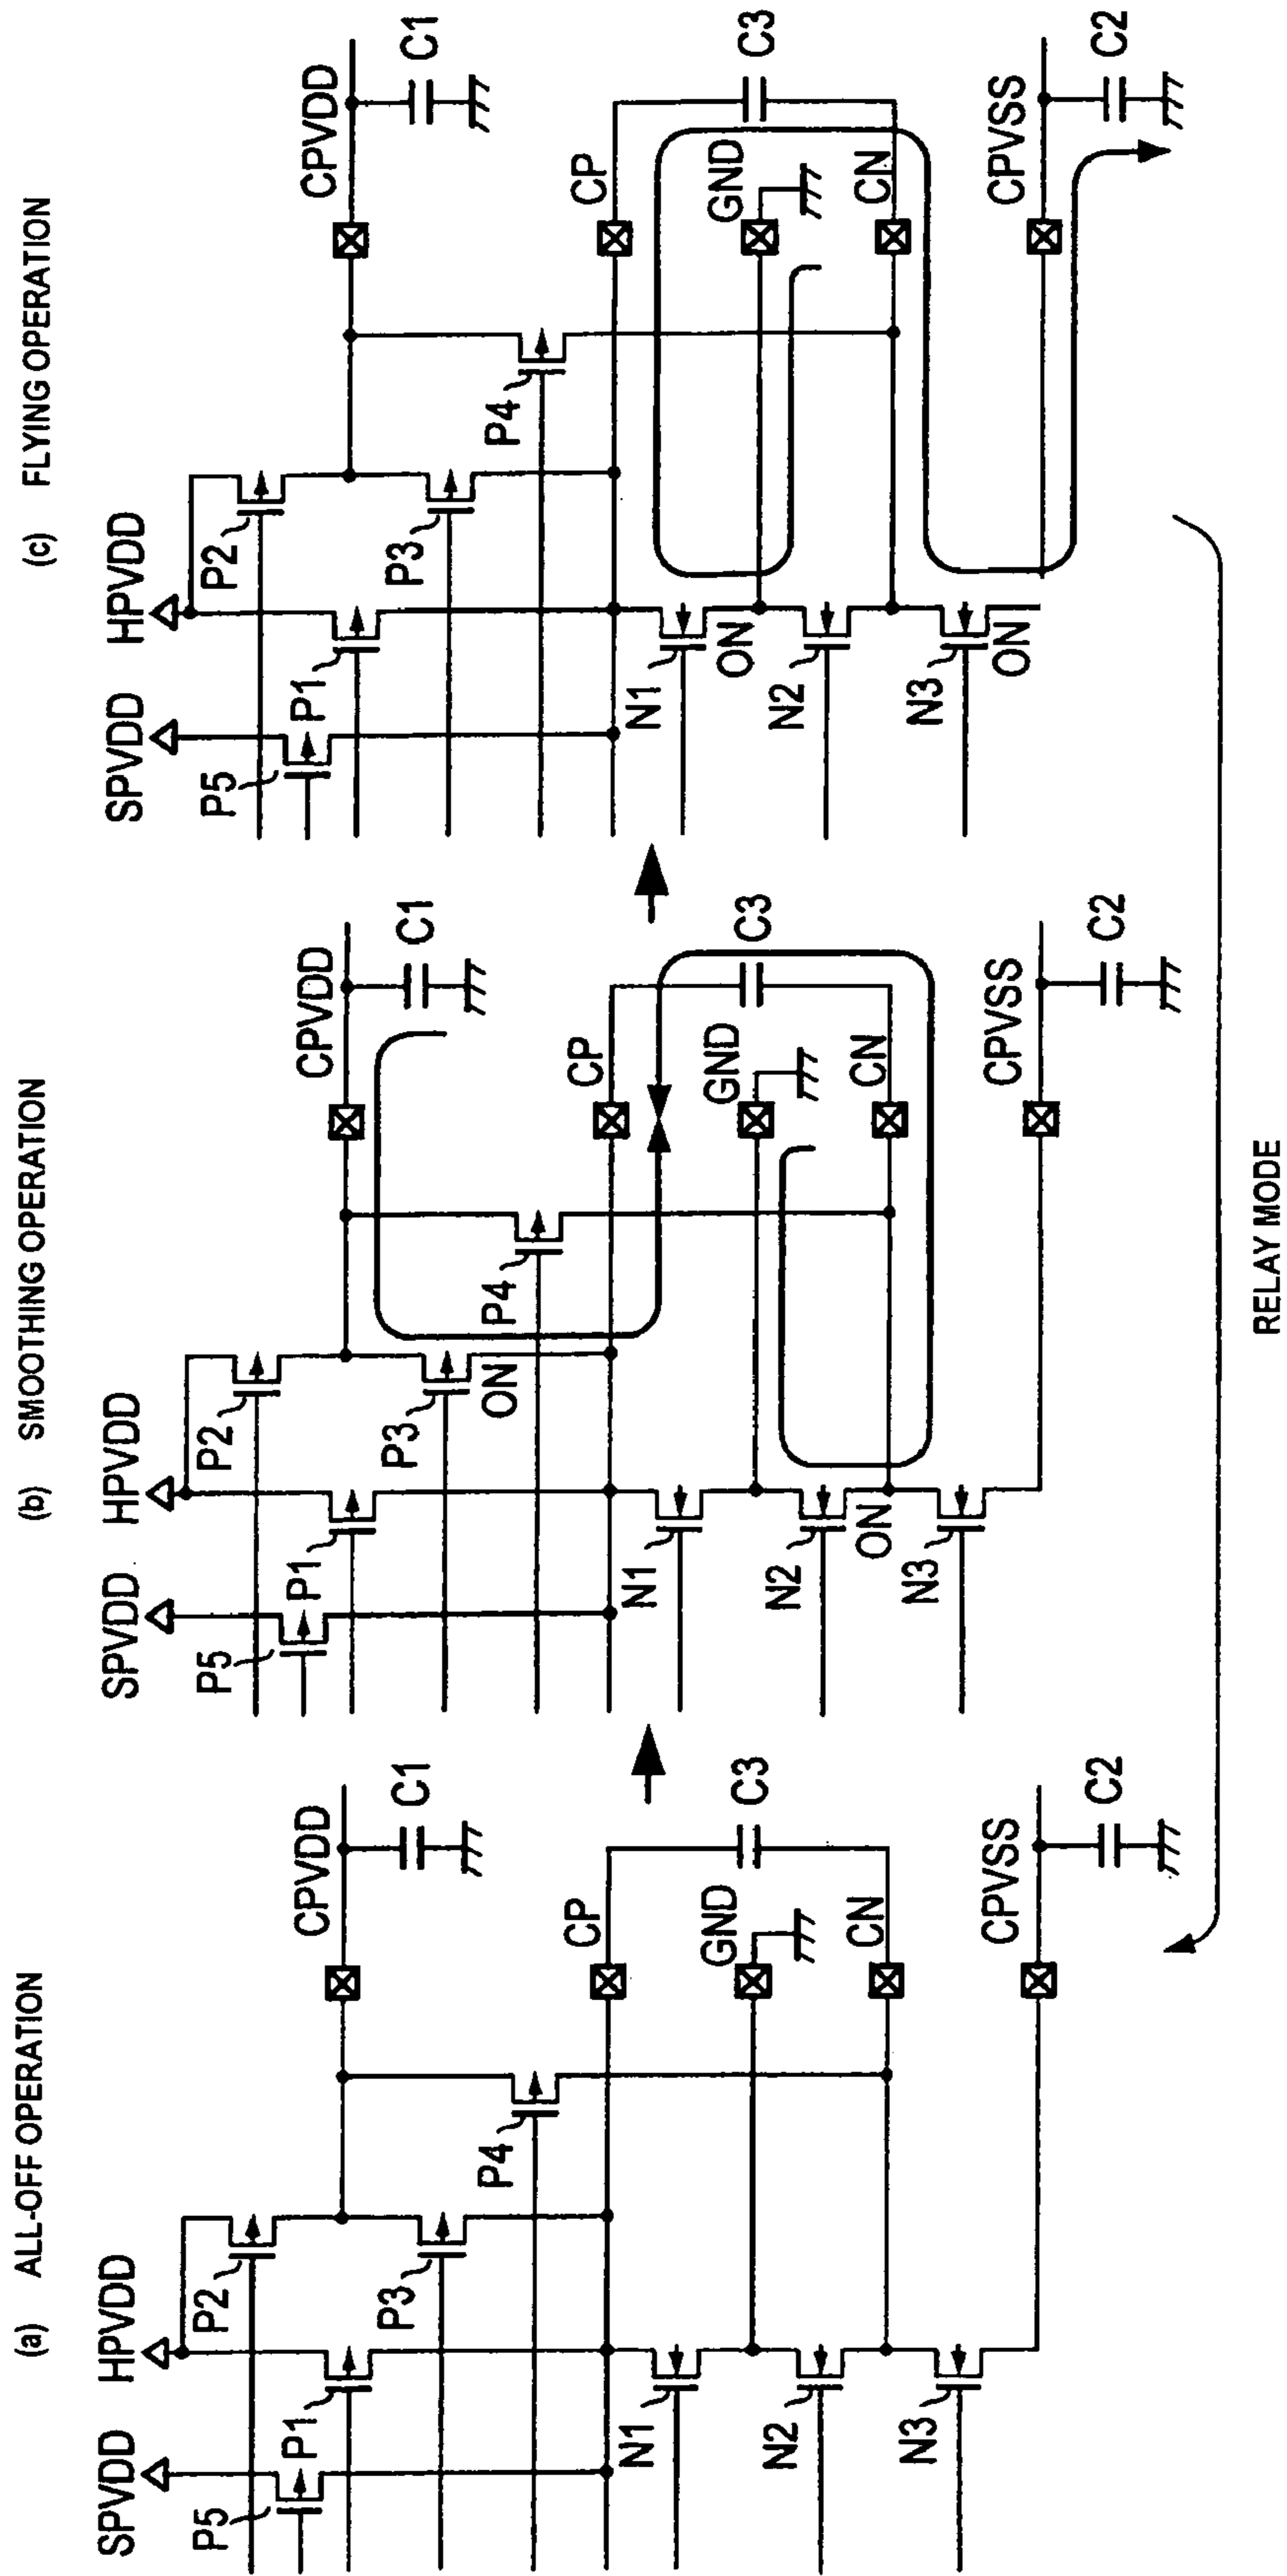 (a) ALL-OFF OPERATION
SPVDD
HPVDD
P5
P1
P2
P3
P4
CPVDD
C1
CP
C3
GND
CN
N1
N2
N3
CPVSS
C2
(b) SMOOTHING OPERATION
SPVDD
HPVDD
P5
P1
P2
P3
ON
P4
CPVDD
C1
CP
C3
GND
CN
N1
N2
ON
N3
CPVSS
C2
(c) FLYING OPERATION
SPVDD
HPVDD
P5
P1
P2
P3
P4
CPVDD
C1
CP
C3
GND
CN
N1
ON
N2
N3
ON
CPVSS
C2
RELAY MODE